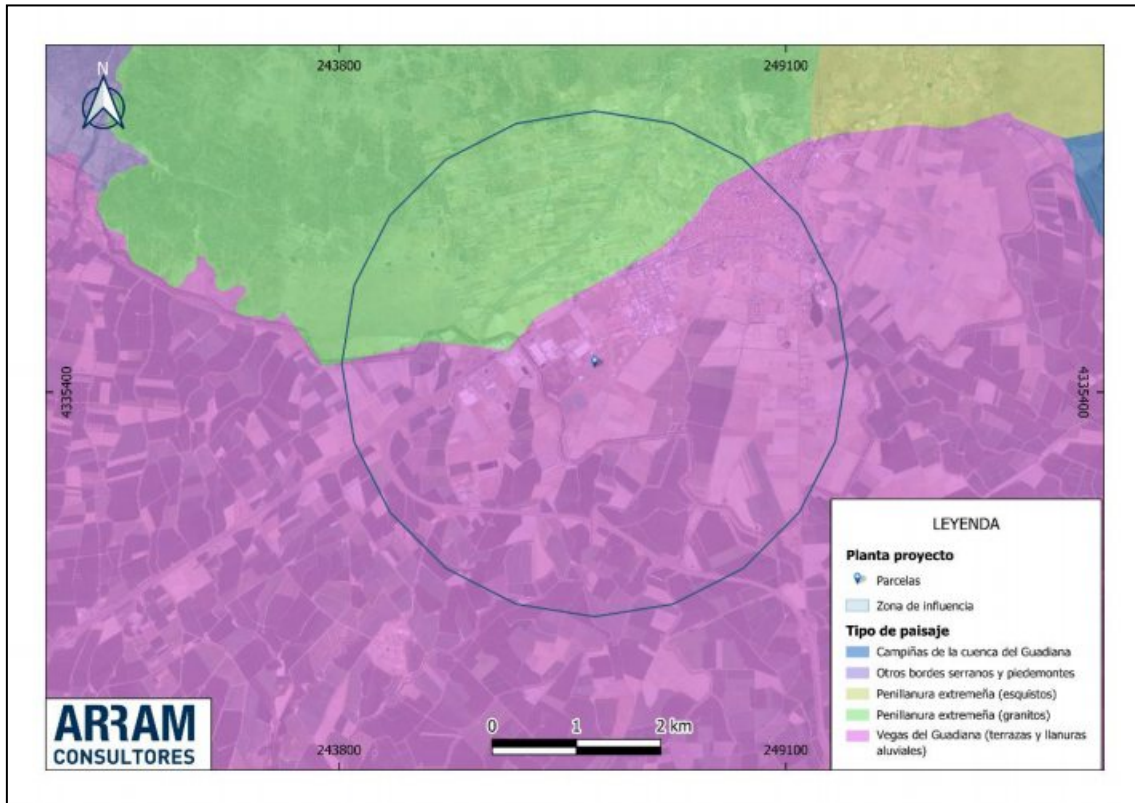 N
243800
249100
4335400
4335400
LEYENDA
Planta proyecto
Parcelas
Zona de influencia
Tipo de paisaje
Campiñas de la cuenca del Guadiana
Otros bordes serranos y piedemontes
Penillanura extremeña (esquistos)
Penillanura extremeña (granitos)
Vegas del Guadiana (terrazas y llanuras
aluviales)
ARRAM
CONSULTORES
0 1 2 km
243800
249100